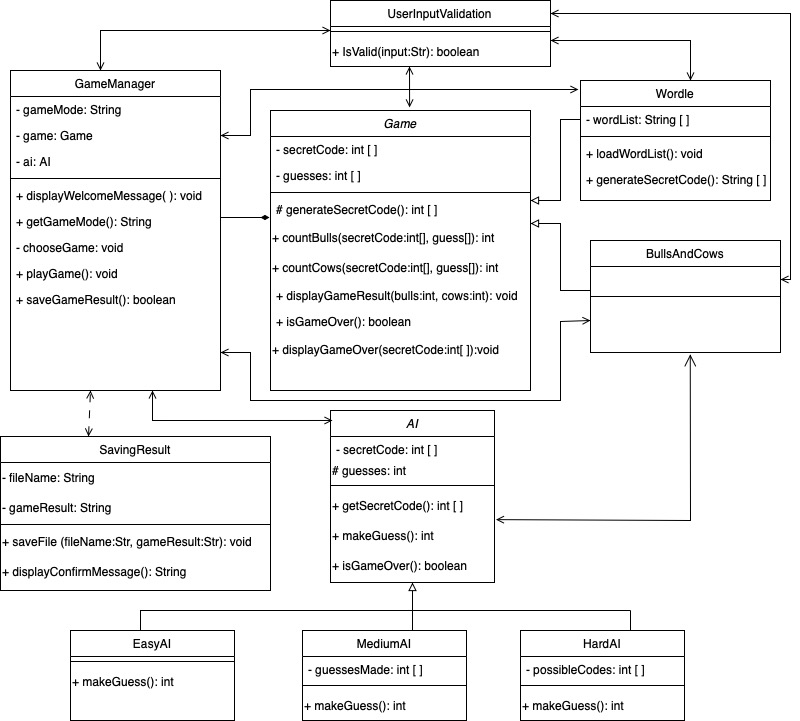 UserInputValidation
+ IsValid(input:Str): boolean
GameManager
- gameMode: String
- game: Game
- ai: AI
+ displayWelcomeMessage( ): void
+ getGameMode(): String
- chooseGame: void
+ playGame(): void
+ saveGameResult(): boolean
Game
- secretCode: int [ ]
- guesses: int [ ]
# generateSecretCode(): int [ ]
+ countBulls(secretCode:int[], guess[]): int
+ countCows(secretCode:int[], guess[]): int
+ displayGameResult(bulls:int, cows:int): void
+ isGameOver(): boolean
+ displayGameOver(secretCode:int[ ]):void
Wordle
- wordList: String [ ]
+ loadWordList(): void
+ generateSecretCode(): String [ ]
BullsAndCows
SavingResult
- fileName: String
- gameResult: String
+ saveFile (fileName:Str, gameResult:Str): void
+ displayConfirmMessage(): String
AI
- secretCode: int [ ]
# guesses: int
+ getSecretCode(): int [ ]
+ makeGuess(): int
+ isGameOver(): boolean
EasyAI
+ makeGuess(): int
MediumAI
- guessesMade: int [ ]
+ makeGuess(): int
HardAI
- possibleCodes: int [ ]
+ makeGuess(): int